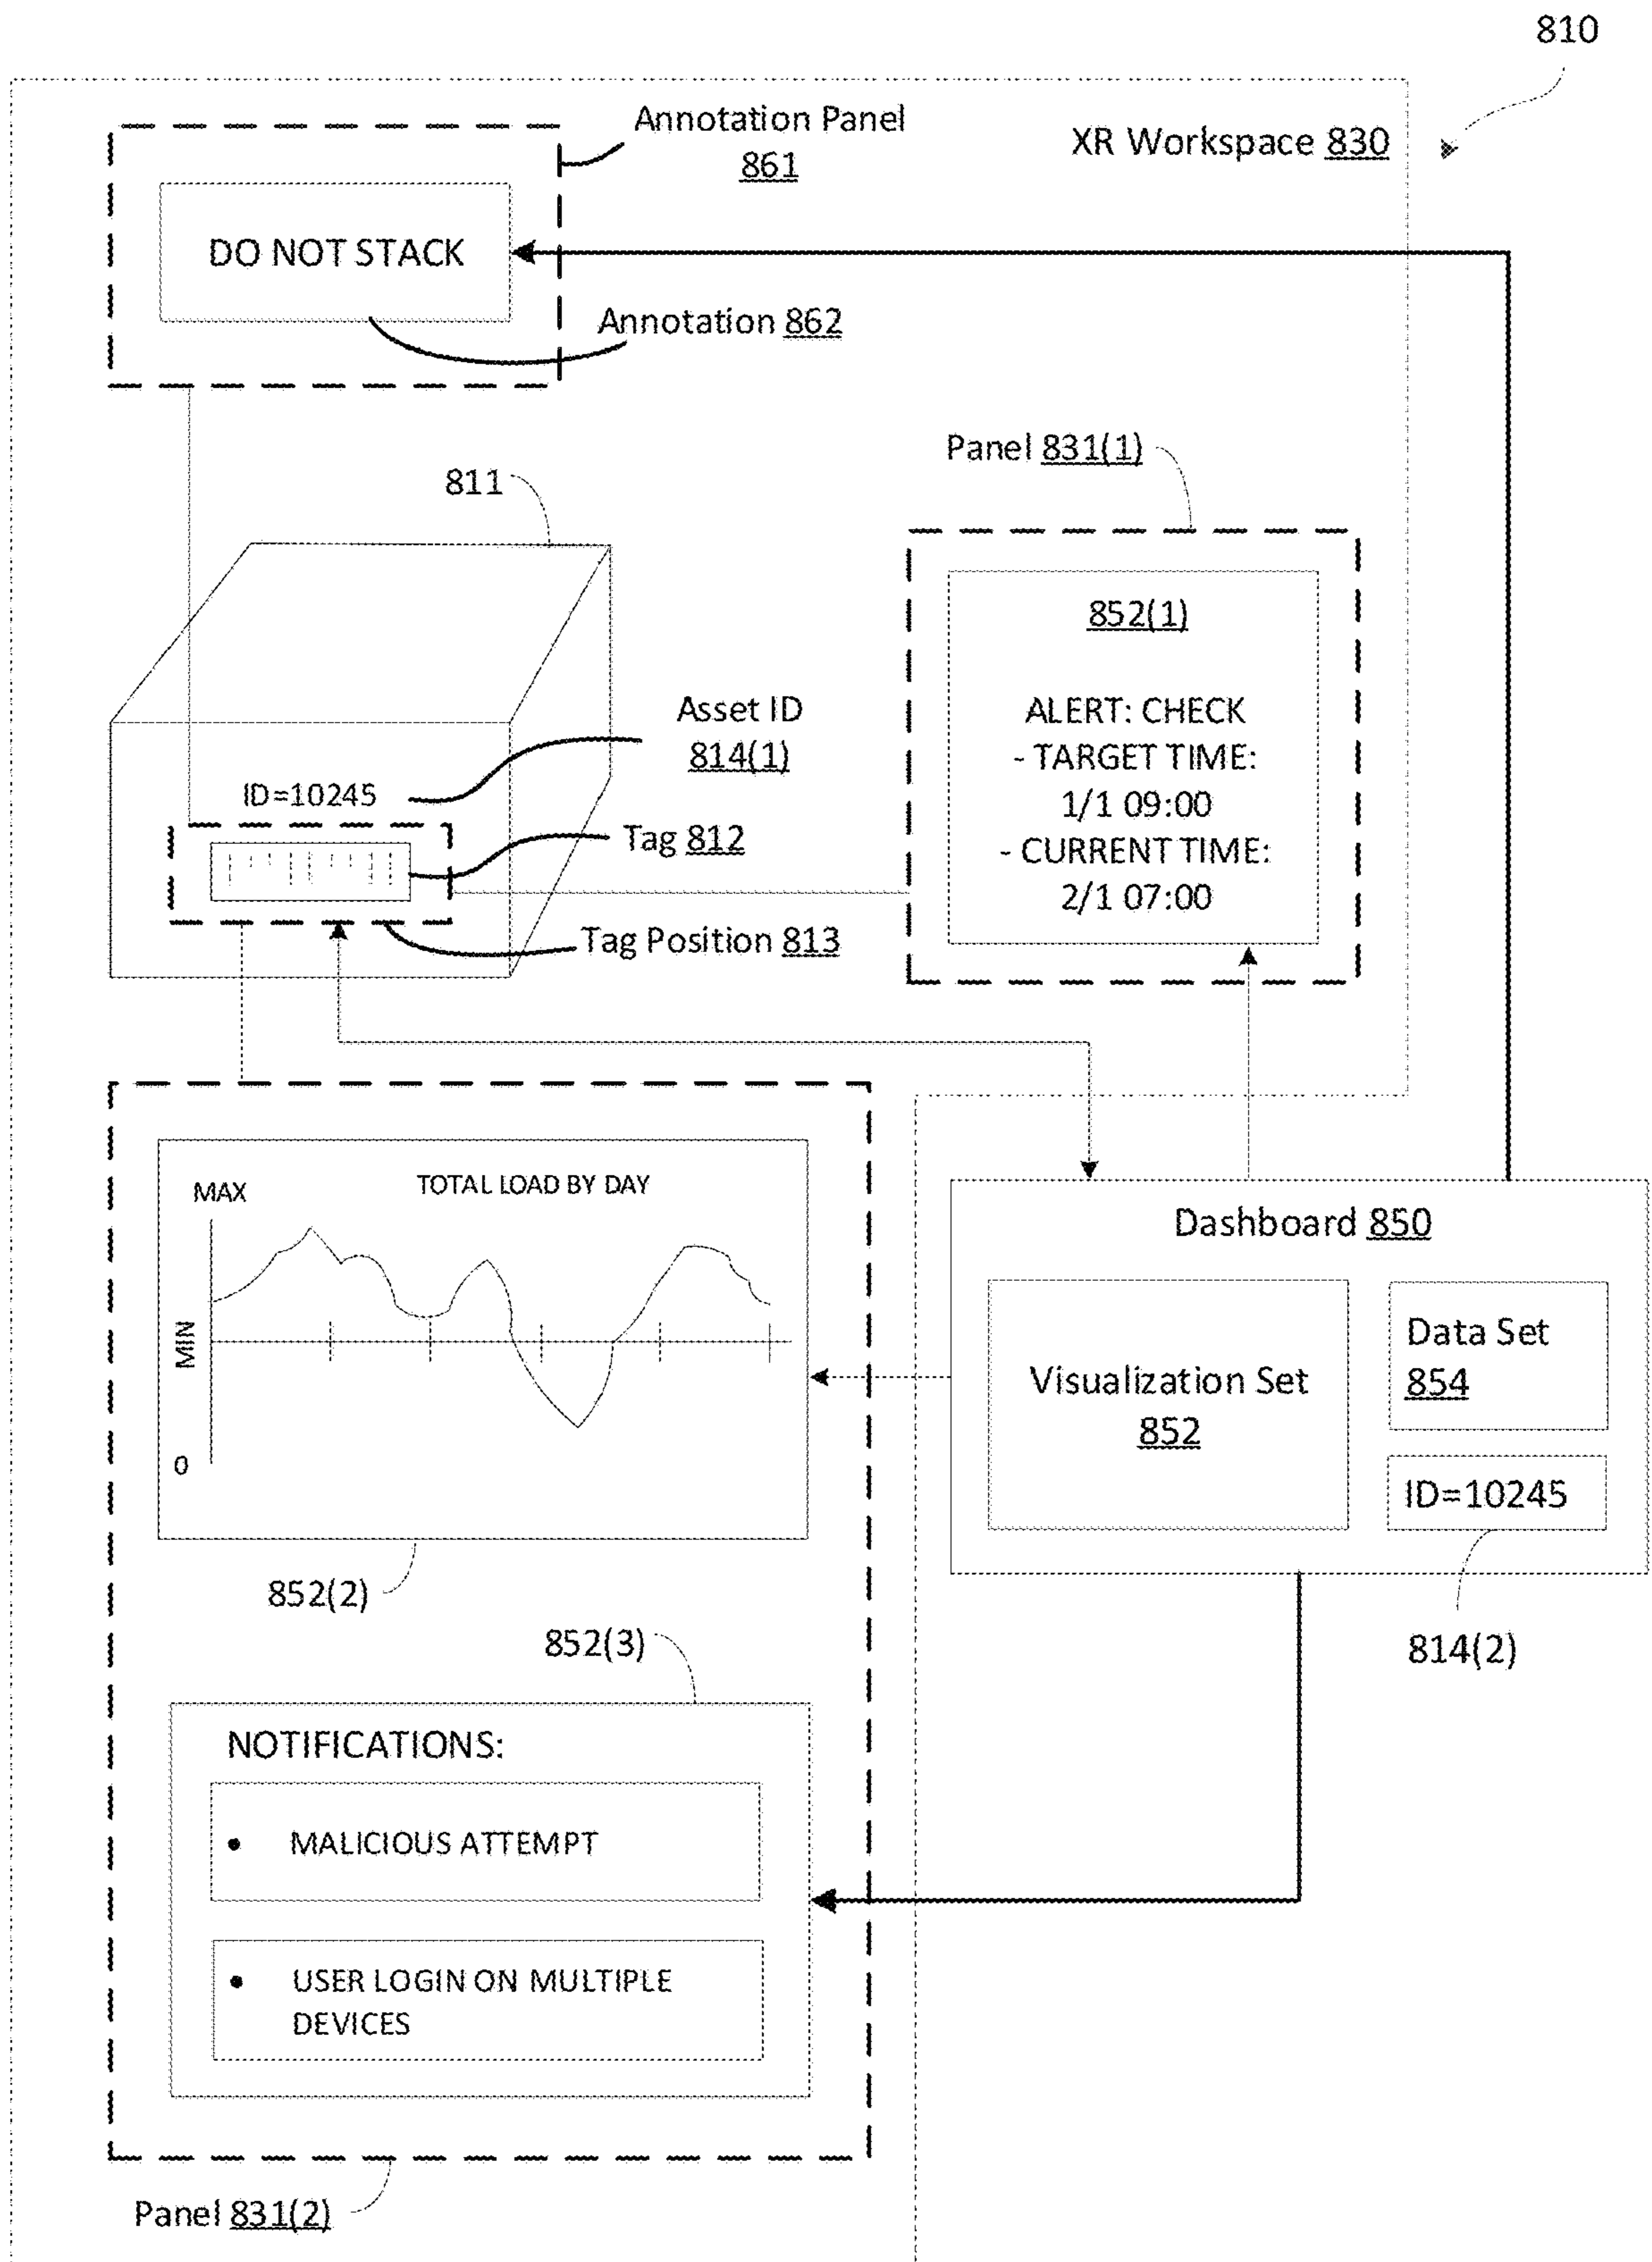 810
Annotation Panel
861
XR Workspace 830
DO NOT STACK
Annotation 862
Panel 831(1)
811
852(1)
ALERT: CHECK
- TARGET TIME:
1/1 09:00
- CURRENT TIME:
2/1 07:00
Asset ID
814(1)
ID=10245
Tag 812
Tag Position 813
MAX
TOTAL LOAD BY DAY
MIN
0
852(2)
Dashboard 850
Visualization Set
852
Data Set
854
ID=10245
814(2)
852(3)
NOTIFICATIONS:
• MALICIOUS ATTEMPT
• USER LOGIN ON MULTIPLE
DEVICES
Panel 831(2)